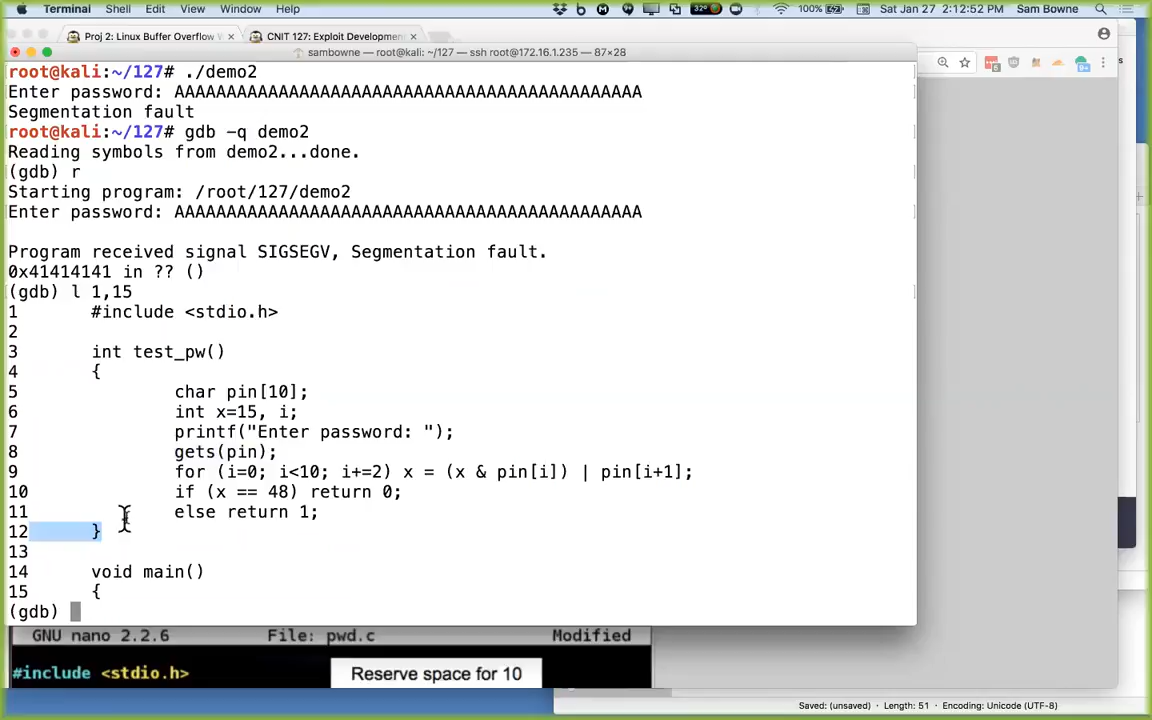 Terminal Shell Edit View Window Help 32° 100% Sat Jan 27 2:12:52 PM Sam Bowne
Proj 2: Linux Buffer Overflow W × CNIT 127: Exploit Development ×
sambowne — root@kali: ~/127 — ssh root@172.16.1.235 — 87×28
root@kali:~/127# ./demo2
Enter password: AAAAAAAAAAAAAAAAAAAAAAAAAAAAAAAAAAAAAAAAAAAAA
Segmentation fault
root@kali:~/127# gdb -q demo2
Reading symbols from demo2...done.
(gdb) r
Starting program: /root/127/demo2
Enter password: AAAAAAAAAAAAAAAAAAAAAAAAAAAAAAAAAAAAAAAAAAAAA
Program received signal SIGSEGV, Segmentation fault.
0x41414141 in ?? ()
(gdb) l 1,15
1 #include <stdio.h>
2
3 int test_pw()
4 {
5 char pin[10];
6 int x=15, i;
7 printf("Enter password: ");
8 gets(pin);
9 for (i=0; i<10; i+=2) x = (x & pin[i]) | pin[i+1];
10 if (x == 48) return 0;
11 else return 1;
12 }
13
14 void main()
15 {
(gdb)
GNU nano 2.2.6 File: pwd.c Modified
#include <stdio.h> Reserve space for 10
Saved: (unsaved) Length: 51 Encoding: Unicode (UTF-8)